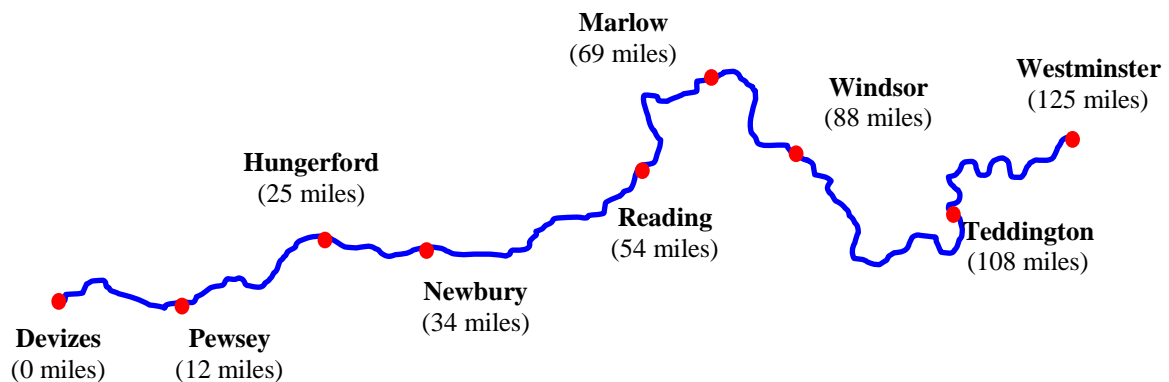 Marlow
(69 miles)
Westminster
(125 miles)
Windsor
(88 miles)
Hungerford
(25 miles)
Reading
(54 miles)
Teddington
(108 miles)
Newbury
(34 miles)
Devizes
(0 miles)
Pewsey
(12 miles)